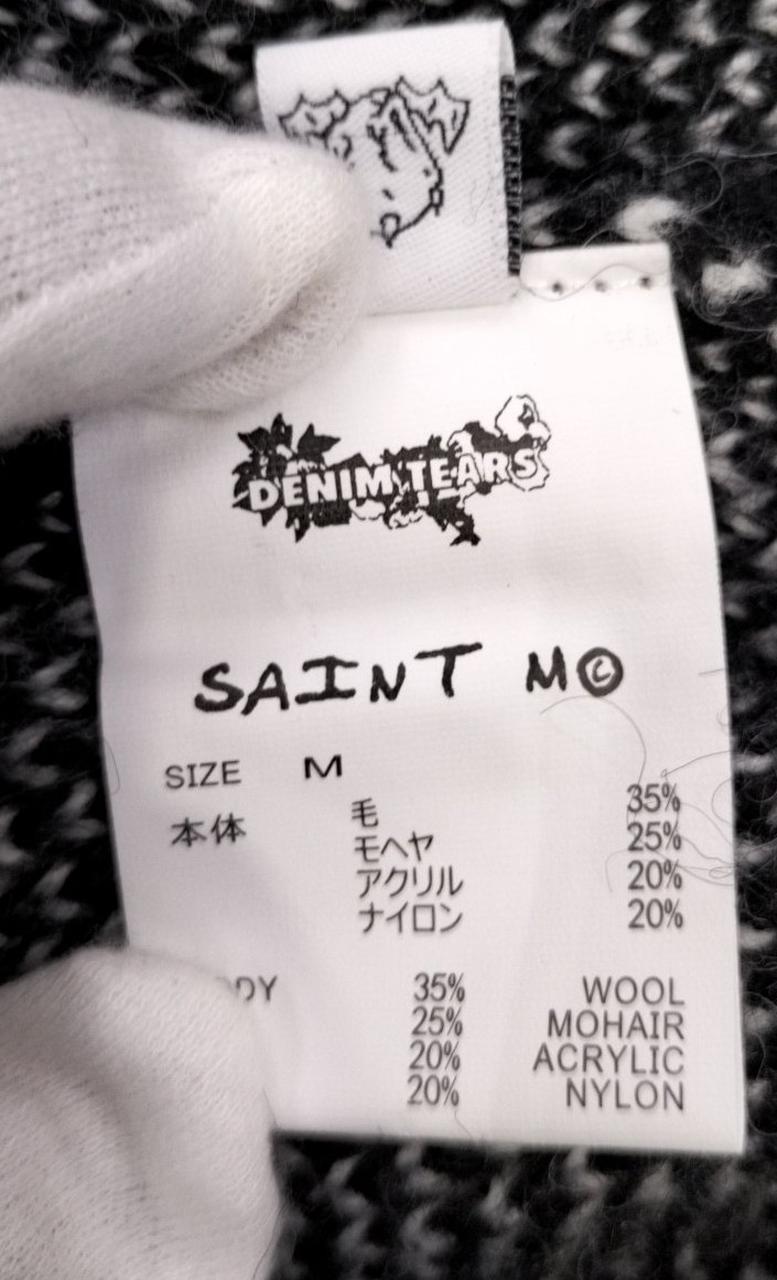 DENIM TEARS
SAINT M©
SIZE M
本体 毛 35%
モヘヤ 25%
アクリル 20%
ナイロン 20%
35% WOOL
25% MOHAIR
20% ACRYLIC
20% NYLON